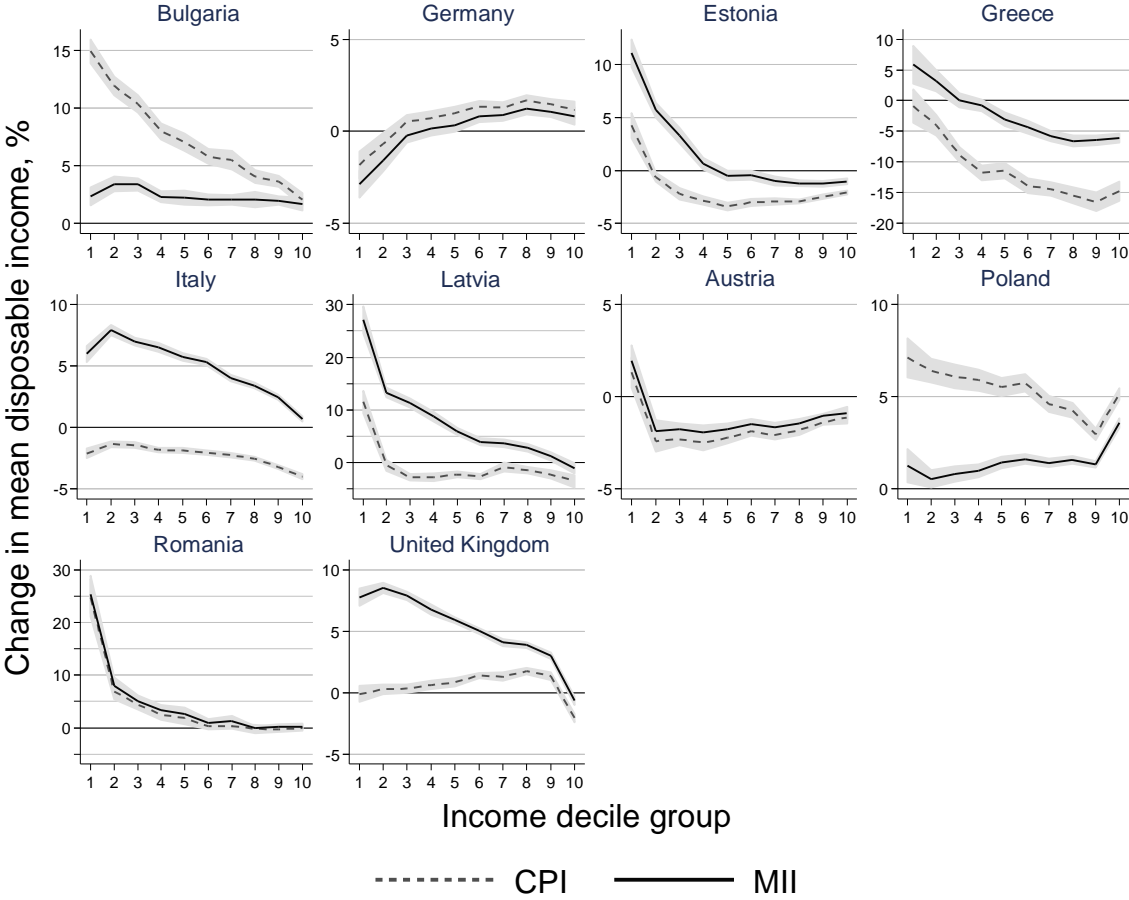 Change in mean disposable income, %
Bulgaria
15
10
5
0
1 2 3 4 5 6 7 8 9 10
Germany
5
0
-5
1 2 3 4 5 6 7 8 9 10
Estonia
10
5
0
-5
1 2 3 4 5 6 7 8 9 10
Greece
10
5
0
-5
-10
-15
-20
1 2 3 4 5 6 7 8 9 10
Italy
10
5
0
-5
1 2 3 4 5 6 7 8 9 10
Latvia
30
20
10
0
1 2 3 4 5 6 7 8 9 10
Austria
5
0
-5
1 2 3 4 5 6 7 8 9 10
Poland
10
5
0
1 2 3 4 5 6 7 8 9 10
Romania
30
20
10
0
1 2 3 4 5 6 7 8 9 10
United Kingdom
10
5
0
-5
1 2 3 4 5 6 7 8 9 10
Income decile group
CPI MII